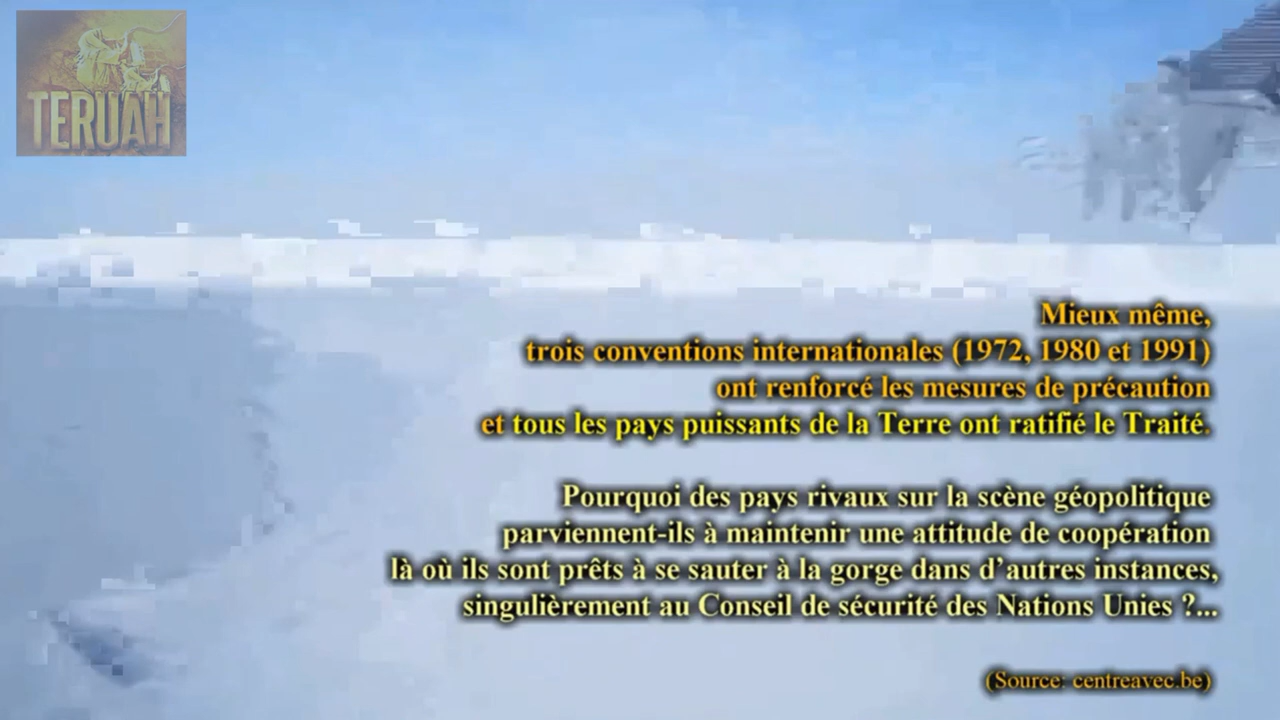 TERUAH
Mieux même,
trois conventions internationales (1972, 1980 et 1991)
ont renforcé les mesures de précaution
et tous les pays puissants de la Terre ont ratifié le Traité.
Pourquoi des pays rivaux sur la scène géopolitique
parviennent-ils à maintenir une attitude de coopération
là où ils sont prêts à se sauter à la gorge dans d’autres instances,
singulièrement au Conseil de sécurité des Nations Unies ?...
(Source: centreavec.be)